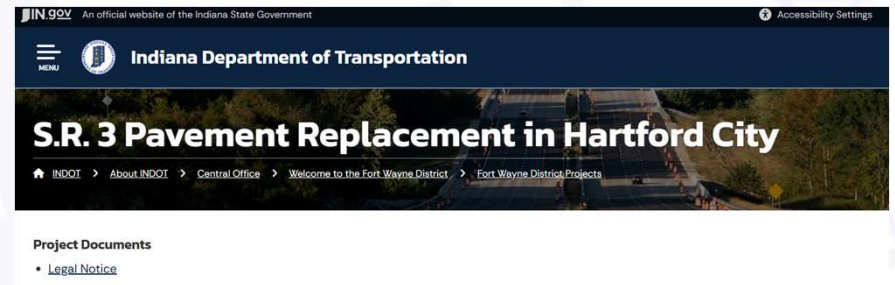 IN.gov An official website of the Indiana State Government Accessibility Settings
MENU Indiana Department of Transportation
S.R. 3 Pavement Replacement in Hartford City
INDOT > About INDOT > Central Office > Welcome to the Fort Wayne District > Fort Wayne District Projects
Project Documents
• Legal Notice